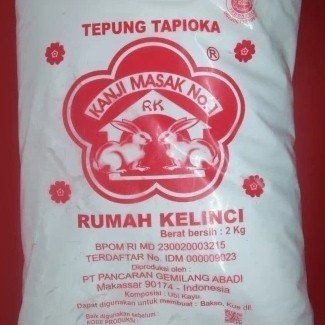 TEPUNG TAPIOKA
®
KANJI MASAK No.1
RK
RUMAH KELINCI
Berat bersih : 2 Kg
BPOM RI MD 230020003215
TERDAFTAR No. IDM 000009823
Diproduksi oleh :
PT PANCARAN GEMILANG ABADI
Makassar 90174 - Indonesia
Komposisi : Ubi Kayu.
Dapat digunakan untuk membuat : Bakso, Kue dll.
Baik digunakan sebelum :
KODE PRODUKSI :